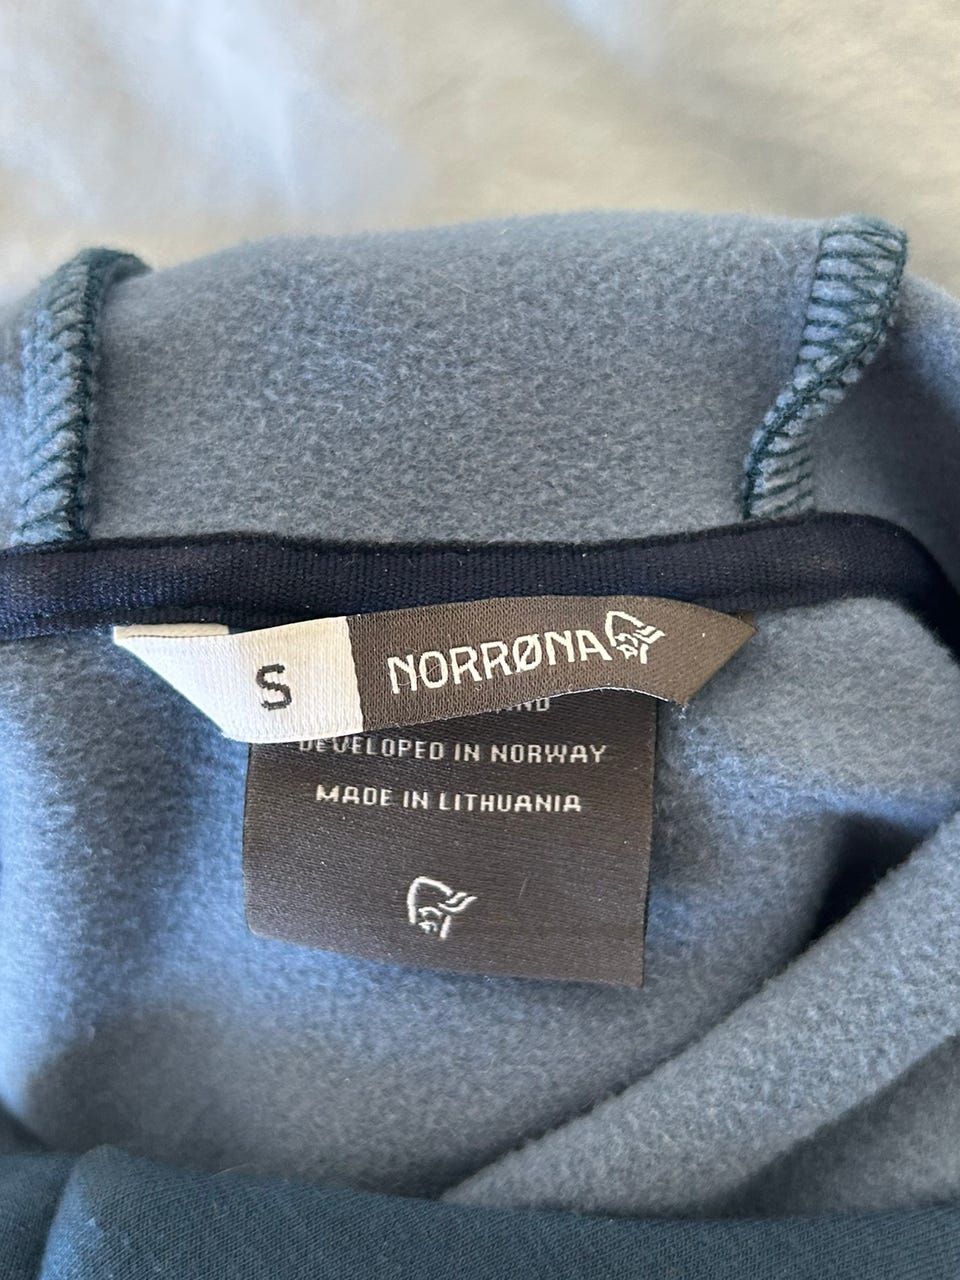 S
NORRØNA
DEVELOPED IN NORWAY
MADE IN LITHUANIA